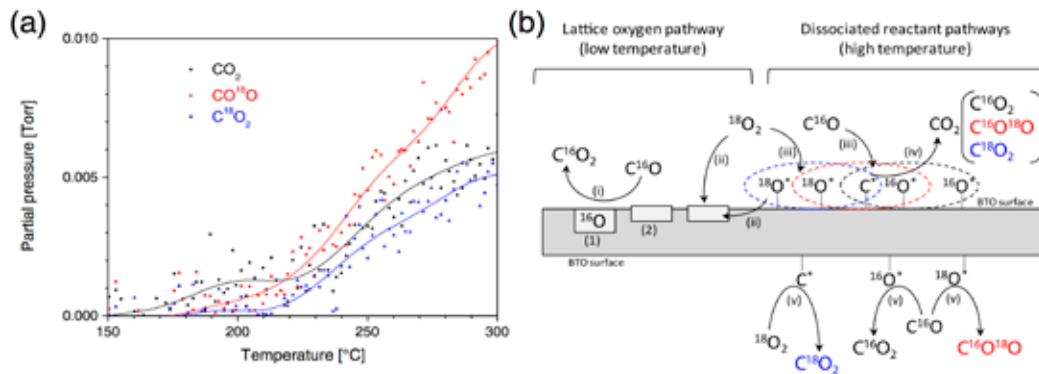 (a)
0.010
0.005
0.000
Partial pressure [Torr]
CO₂
CO¹⁸O
C¹⁸O₂
150
200
250
300
Temperature [°C]
(b)
Lattice oxygen pathway
(low temperature)
Dissociated reactant pathways
(high temperature)
C¹⁶O₂
C¹⁶O
(i)
¹⁸O₂
(ii)
C¹⁶O
(iii)
(iii)
(iv)
CO₂
C¹⁶O₂
C¹⁶O¹⁸O
C¹⁸O₂
¹⁸O*
¹⁸O*
C*
¹⁶O*
¹⁶O*
BTO surface
¹⁶O
(1)
(2)
(ii)
BTO surface
C*
(v)
¹⁸O₂
C¹⁸O₂
¹⁶O*
(v)
¹⁸O*
(v)
C¹⁶O
C¹⁶O₂
C¹⁶O¹⁸O